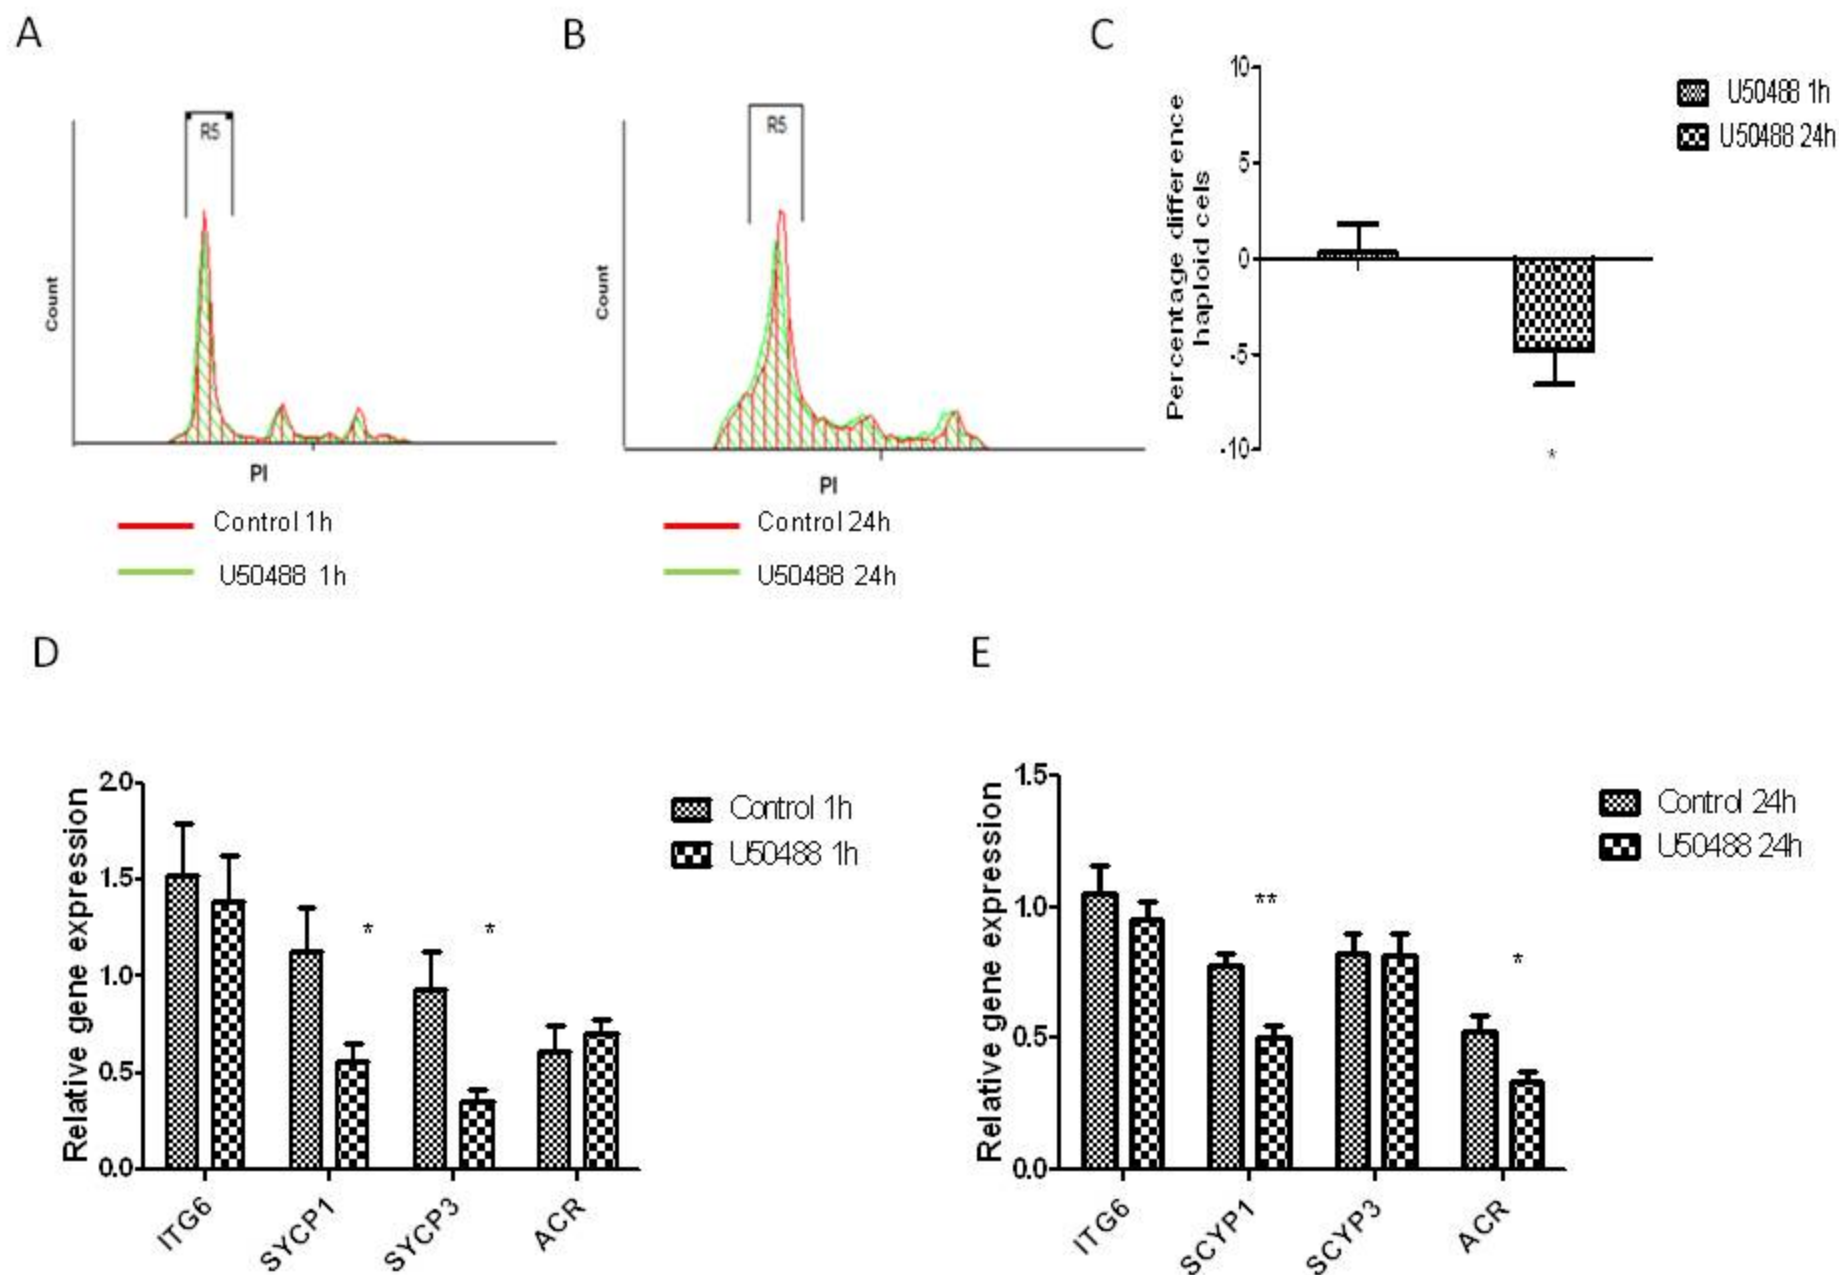 A
B
C
R5
Count
PI
Control 1h
U50488 1h
R5
Count
PI
Control 24h
U50488 24h
10
5
0
-5
-10
Percentage difference
haploid cels
*
U50488 1h
U50488 24h
D
E
2.0
1.5
1.0
0.5
0.0
Relative gene expression
*
*
ITG6
SYCP1
SYCP3
ACR
Control 1h
U50488 1h
1.5
1.0
0.5
0.0
Relative gene expression
**
*
ITG6
SCYP1
SCYP3
ACR
Control 24h
U50488 24h